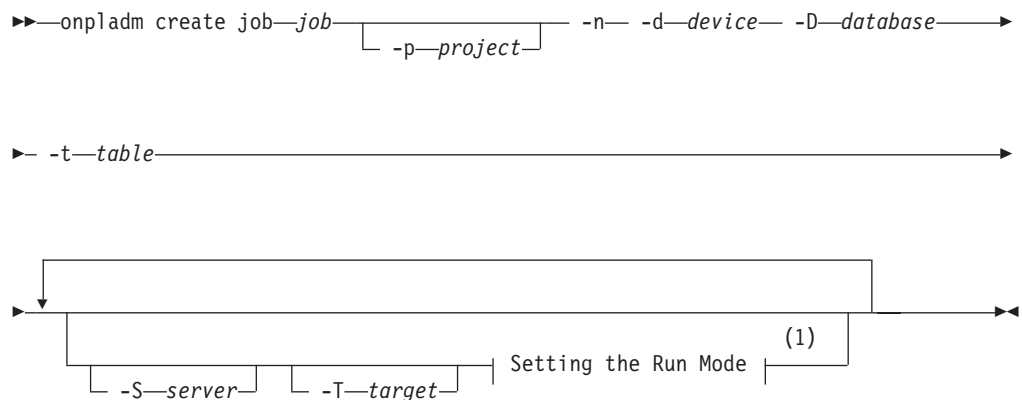 onpladm create job job -n -d device -D database
-p project
-t table
(1)
Setting the Run Mode
-S server -T target